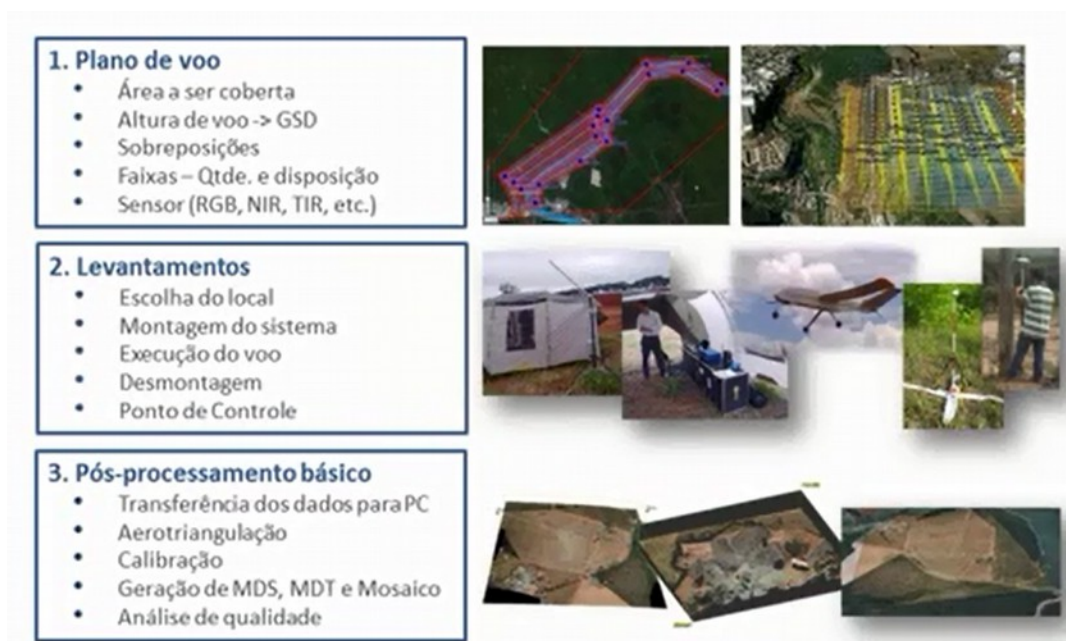 1. Plano de voo
• Área a ser coberta
• Altura de voo -> GSD
• Sobreposições
• Faixas – Qtde. e disposição
• Sensor (RGB, NIR, TIR, etc.)
2. Levantamentos
• Escolha do local
• Montagem do sistema
• Execução do voo
• Desmontagem
• Ponto de Controle
3. Pós-processamento básico
• Transferência dos dados para PC
• Aerotriangulação
• Calibração
• Geração de MDS, MDT e Mosaico
• Análise de qualidade